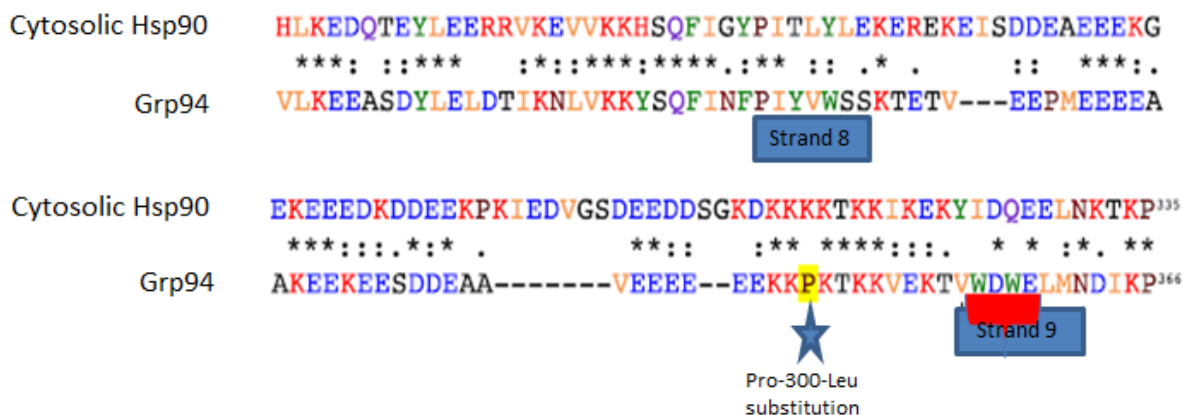 Cytosolic Hsp90 HLKEDQTEYLEERRVKEVVKKHSQFIGYPITLYLEKEREKEISDDEAEEEKG
***: ::*** :*::***:****.:** :: .* . :: ***:.
Grp94 VLKEEASDYLELDTIKNLVKKYSQFINFPIYVWSSKTETV---EEPMEEEEA
Strand 8
Cytosolic Hsp90 EKEEEDKDDEEKPKIEDVGSDEEDDSGKDKKKKTKKIKEKYIDQEELNKTKP335
***:::.*:* . **:: :** ****:::. * * :*. **
Grp94 AKEEKEESDDEAA-------VEEEE--EEKKPKTKKVEKTVWDWELMNDIKP366
Strand 9
Pro-300-Leu
substitution